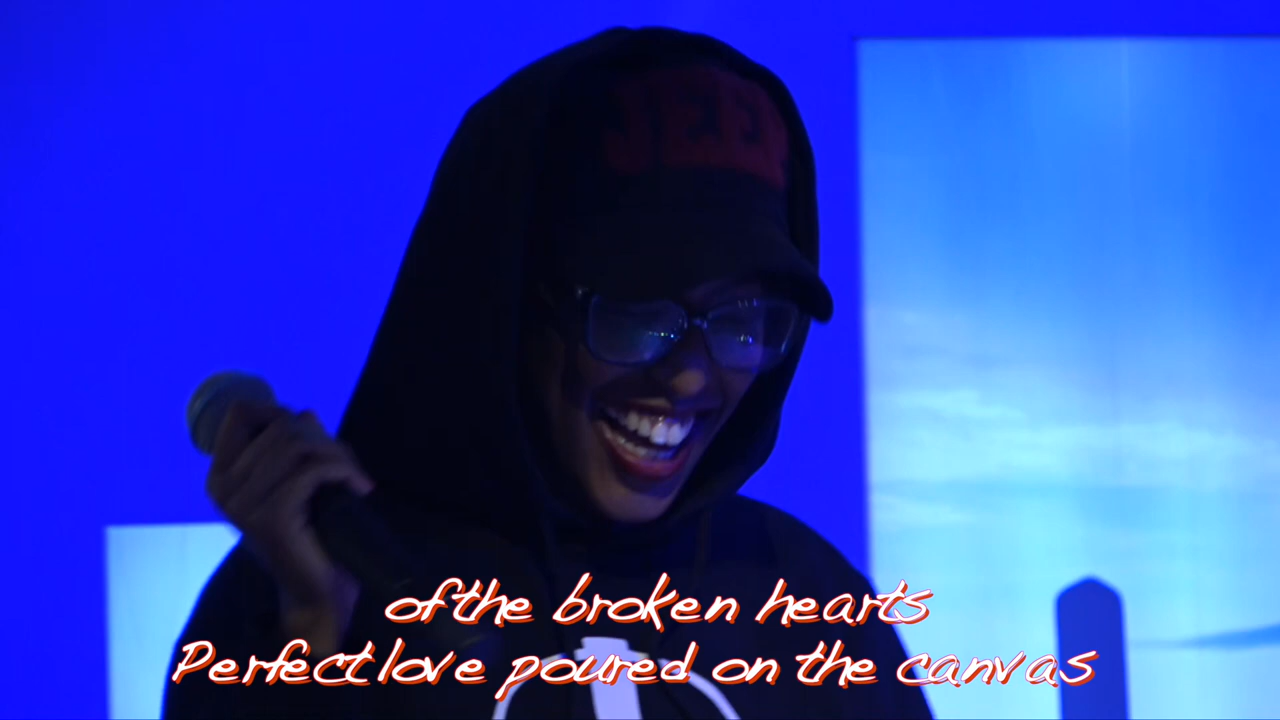 of the broken hearts
Perfect love poured on the canvas